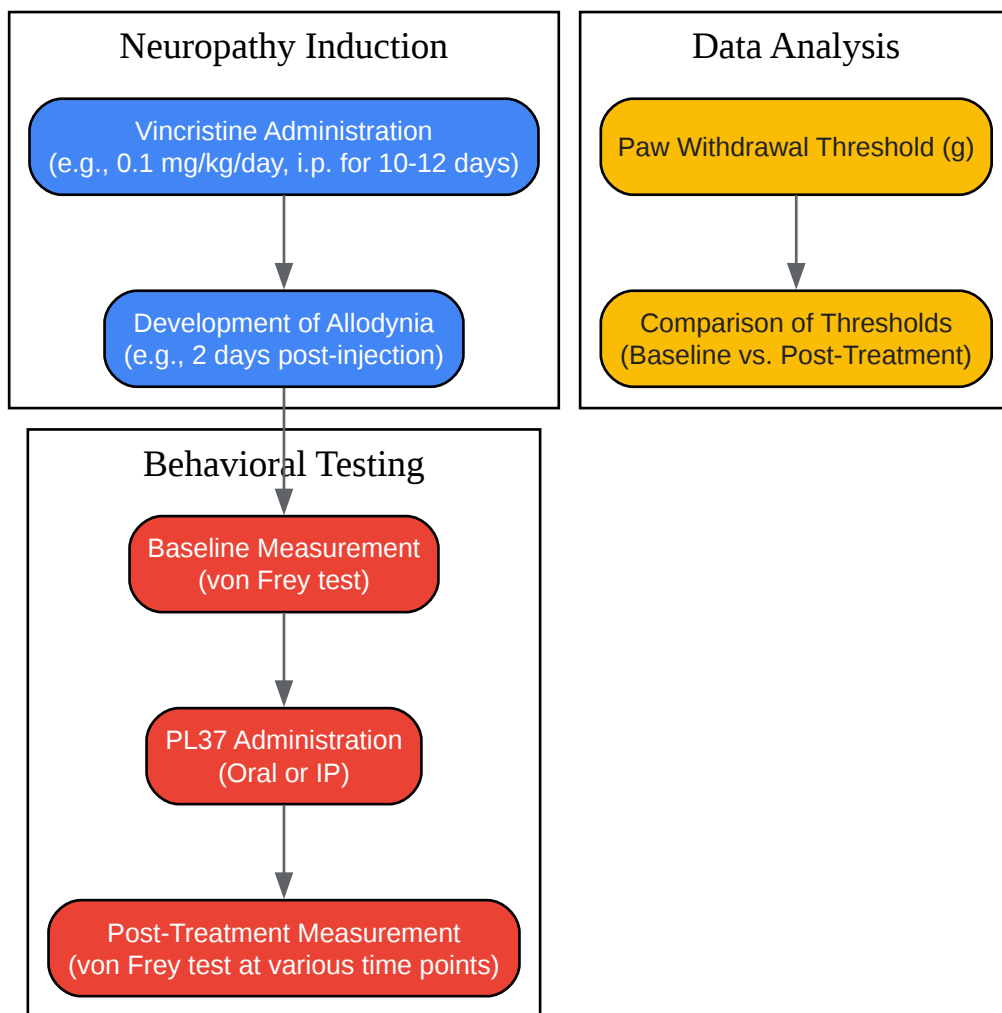 Neuropathy Induction
Vincristine Administration
(e.g., 0.1 mg/kg/day, i.p. for 10-12 days)
Development of Allodynia
(e.g., 2 days post-injection)
Data Analysis
Paw Withdrawal Threshold (g)
Comparison of Thresholds
(Baseline vs. Post-Treatment)
Behavioral Testing
Baseline Measurement
(von Frey test)
PL37 Administration
(Oral or IP)
Post-Treatment Measurement
(von Frey test at various time points)